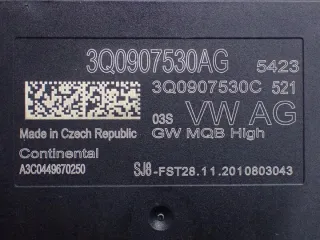 3Q0907530AG 5423
3Q0907530C 521
03S VW AG
Made in Czech Republic GW MQB High
Continental
A3C0449670250 SJ6-FST28.11.2010803043